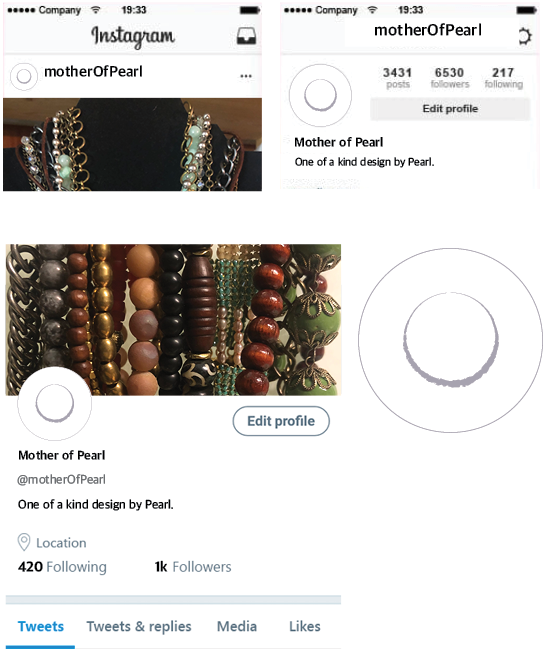 ●●●●● Company 19:33
Instagram
motherOfPearl
●●●●● Company 19:33
motherOfPearl
3431 6530 217
posts followers following
Edit profile
Mother of Pearl
One of a kind design by Pearl.
Edit profile
Mother of Pearl
@motherOfPearl
One of a kind design by Pearl.
Location
420 Following 1k Followers
Tweets Tweets & replies Media Likes